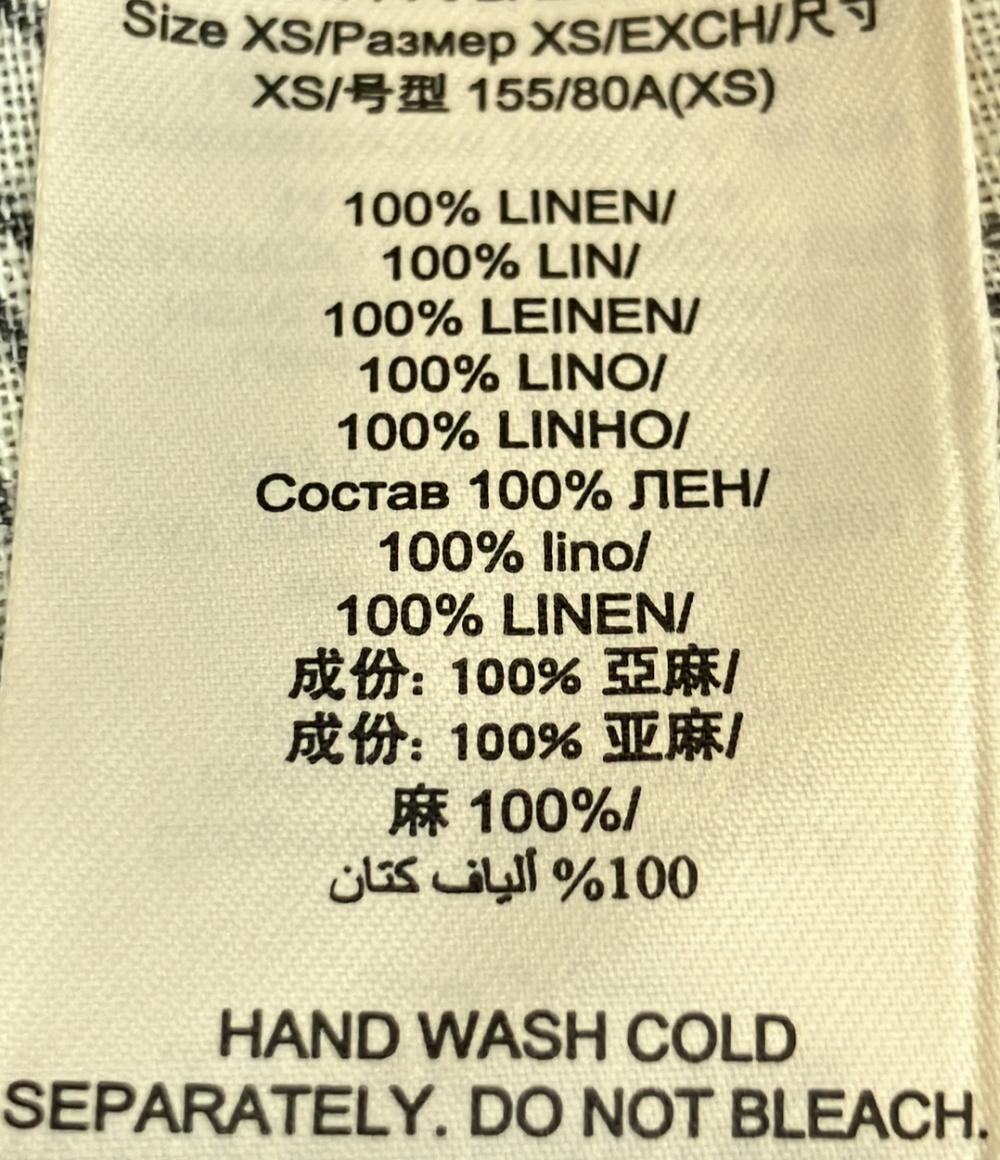 Size XS/Размер XS/EXCH/尺寸
XS/号型 155/80A(XS)
100% LINEN/
100% LIN/
100% LEINEN/
100% LINO/
100% LINHO/
Состав 100% ЛЕН/
100% lino/
100% LINEN/
成份: 100% 亞麻/
成份: 100% 亚麻/
麻 100%/
100% ألياف كتان
HAND WASH COLD
SEPARATELY. DO NOT BLEACH.